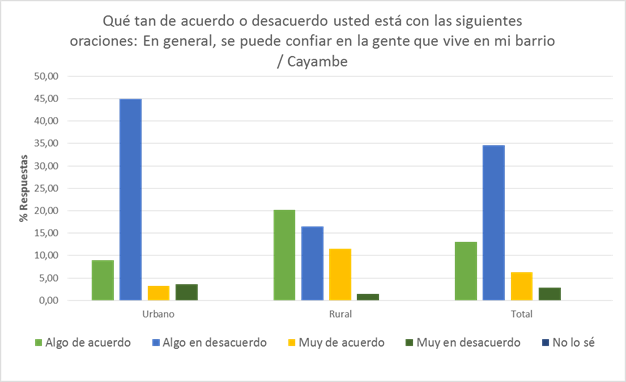 Qué tan de acuerdo o desacuerdo usted está con las siguientes
oraciones: En general, se puede confiar en la gente que vive en mi barrio
/ Cayambe
% Respuestas
50,00
45,00
40,00
35,00
30,00
25,00
20,00
15,00
10,00
5,00
0,00
Urbano Rural Total
Algo de acuerdo Algo en desacuerdo Muy de acuerdo Muy en desacuerdo No lo sé